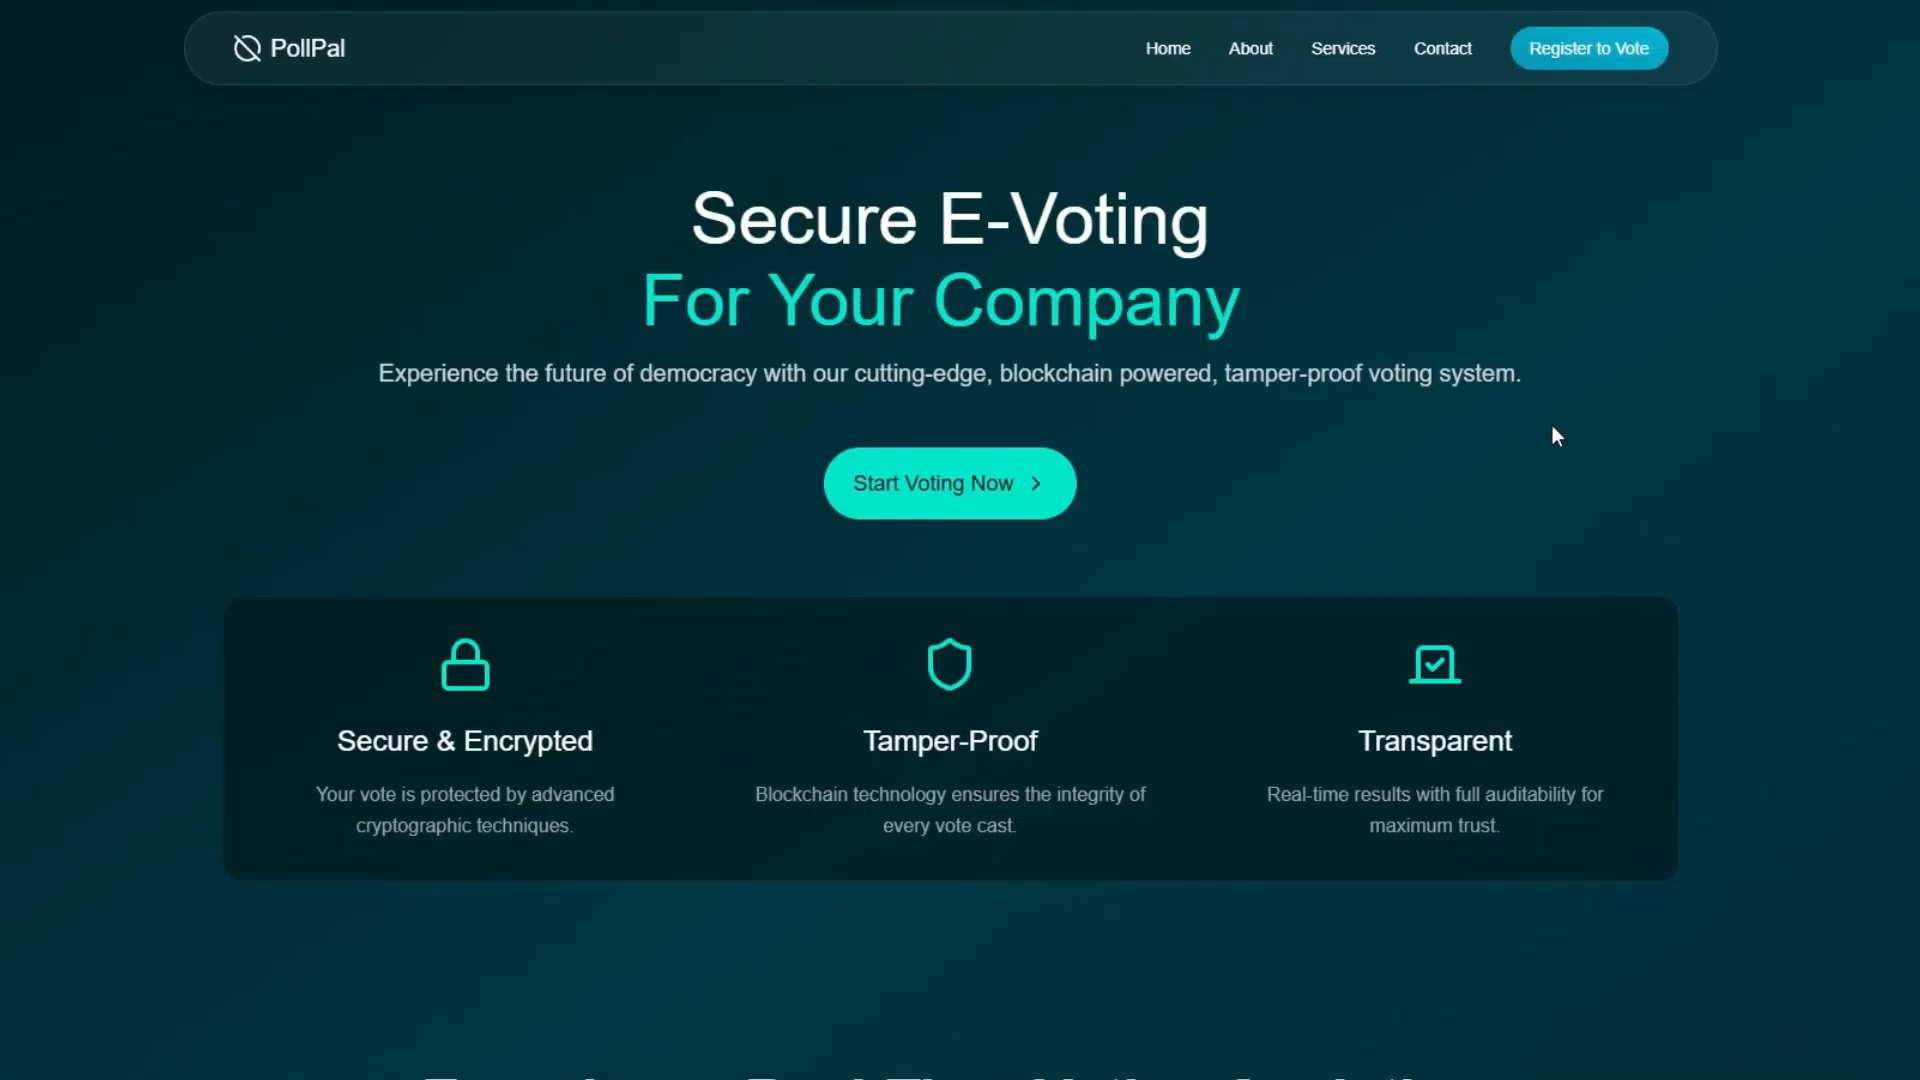 PollPal
Home
About
Services
Contact
Register to Vote
Secure E-Voting
For Your Company
Experience the future of democracy with our cutting-edge, blockchain powered, tamper-proof voting system.
Start Voting Now
Secure & Encrypted
Your vote is protected by advanced
cryptographic techniques.
Tamper-Proof
Blockchain technology ensures the integrity of
every vote cast.
Transparent
Real-time results with full auditability for
maximum trust.